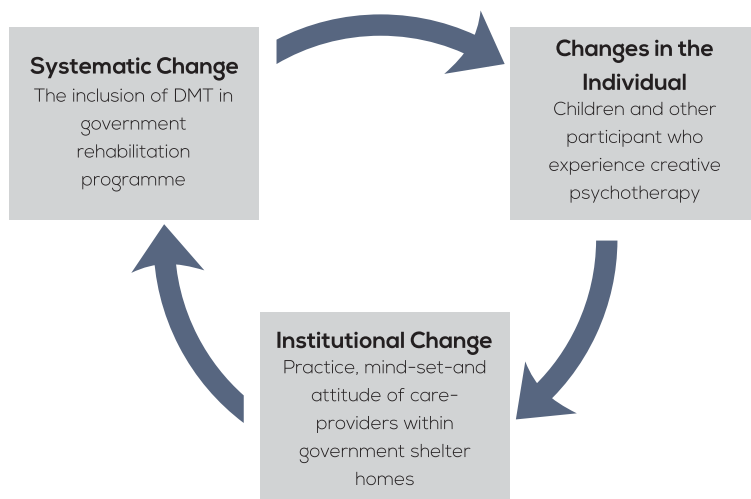 Systematic Change
The inclusion of DMT in
government
rehabilitation
programme
Changes in the
Individual
Children and other
participant who
experience creative
psychotherapy
Institutional Change
Practice, mind-set-and
attitude of care-
providers within
government shelter
homes